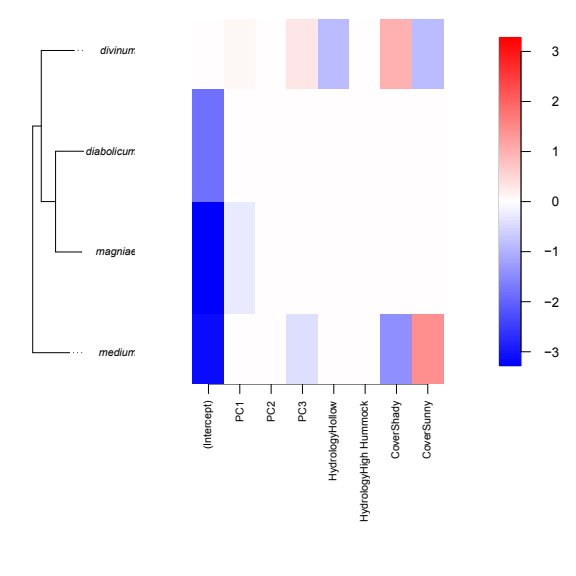 divinum
diabolicum
magniae
medium
(Intercept)
PC1
PC2
PC3
HydrologyHollow
HydrologyHigh Hummock
CoverShady
CoverSunny
3
2
1
0
−1
−2
−3